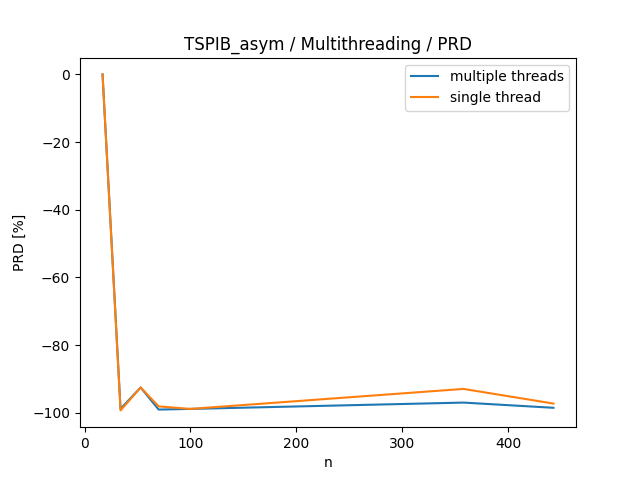 TSPIB_asym / Multithreading / PRD
multiple threads
single thread
PRD [%]
0
−20
−40
−60
−80
−100
0
100
200
300
400
n